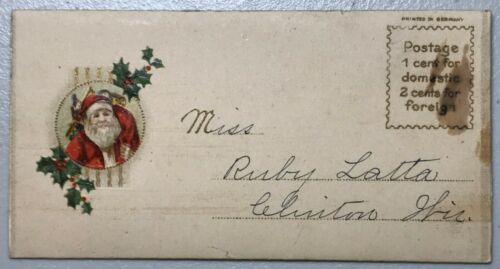 PRINTED IN GERMANY
Postage
1 cent for
domestic
2 cents for
foreign
Miss
Ruby Latta
Clinton Wis.